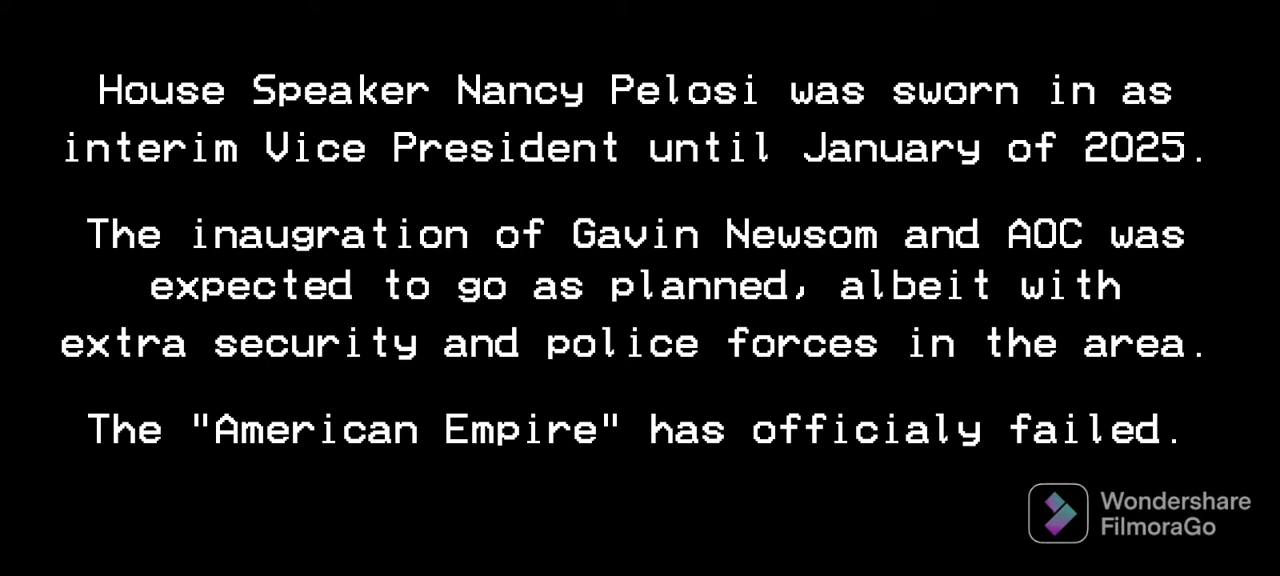 House Speaker Nancy Pelosi was sworn in as
interim Vice President until January of 2025.
The inaugration of Gavin Newsom and AOC was
expected to go as planned, albeit with
extra security and police forces in the area.
The "American Empire" has officialy failed.
Wondershare
FilmoraGo